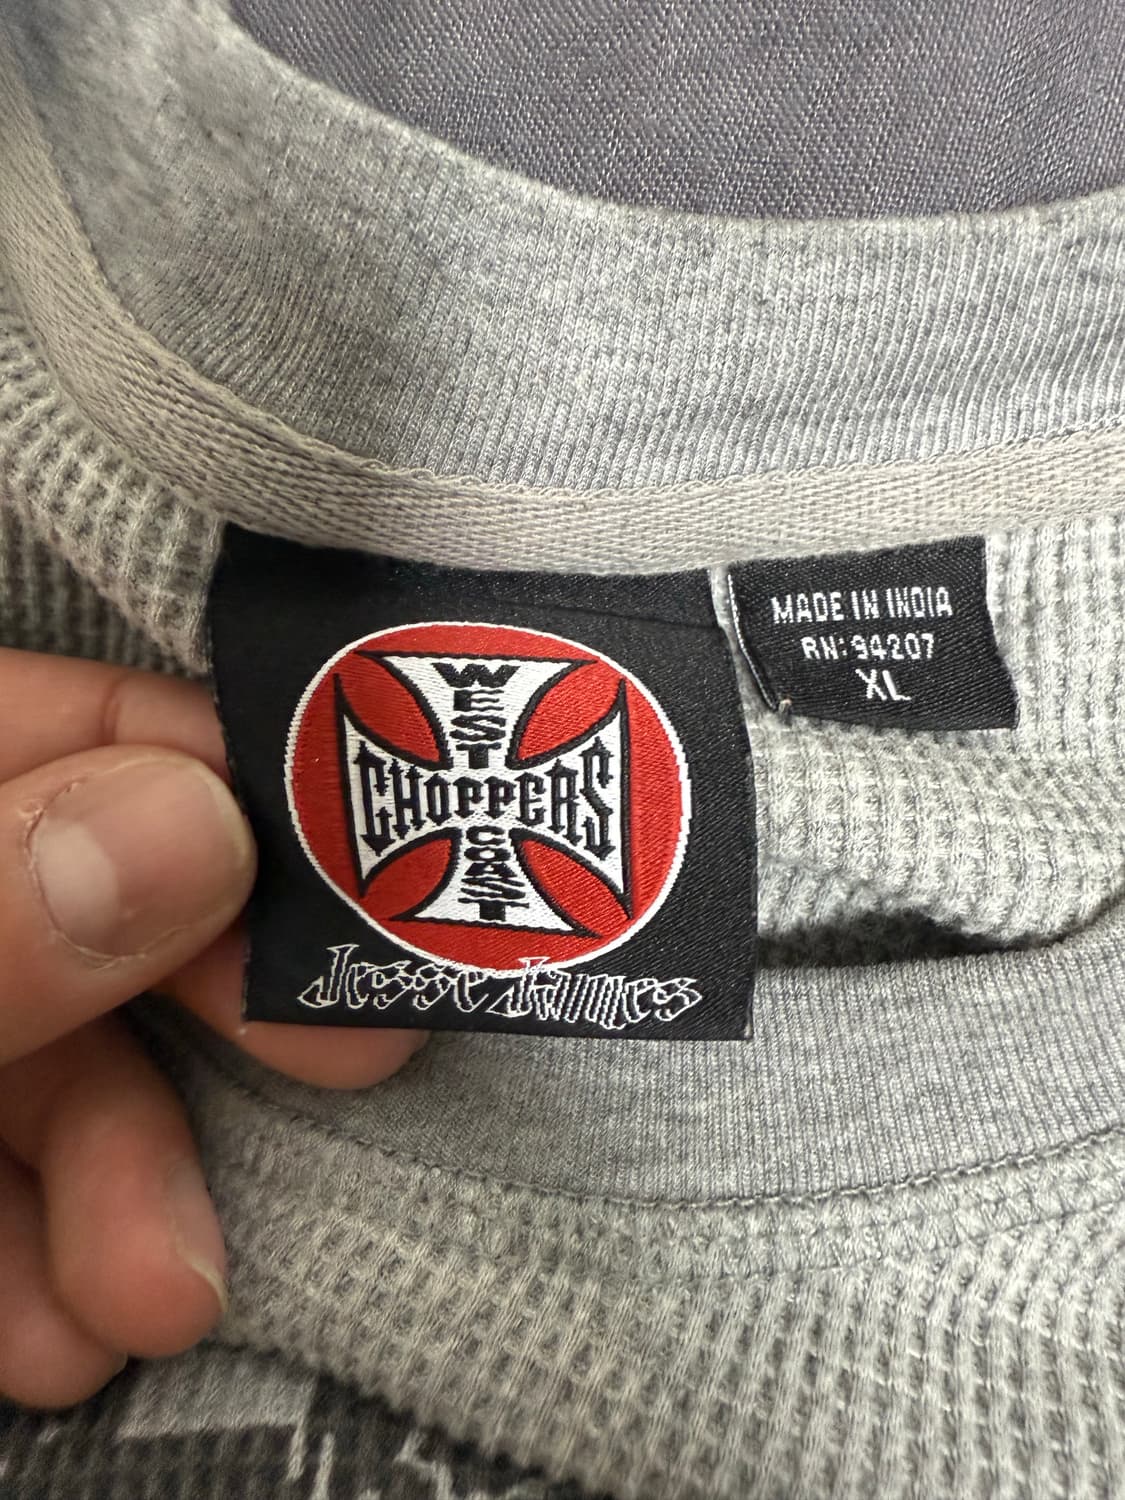 WEST
CHOPPERS
COAST
Jesse James
MADE IN INDIA
RN: 94207
XL